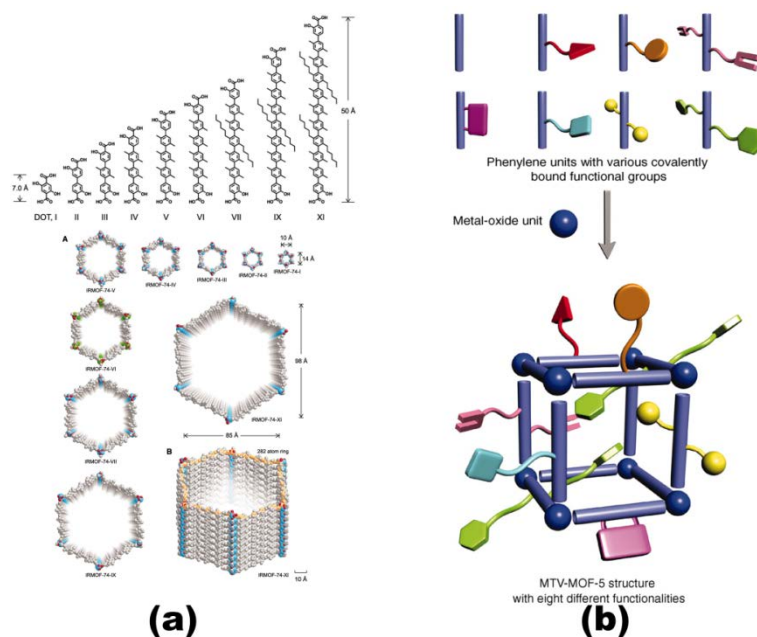 50 Å
7.0 Å
DOT, I II III IV V VI VII IX XI
A
10 Å
14 Å
IRMOF-74-V IRMOF-74-IV IRMOF-74-III IRMOF-74-II IRMOF-74-I
IRMOF-74-VI
98 Å
IRMOF-74-VII
IRMOF-74-XI
85 Å
B
282 atom ring
IRMOF-74-IX
IRMOF-74-XI
10 Å
(a)
Phenylene units with various covalently
bound functional groups
Metal-oxide unit
MTV-MOF-5 structure
with eight different functionalities
(b)